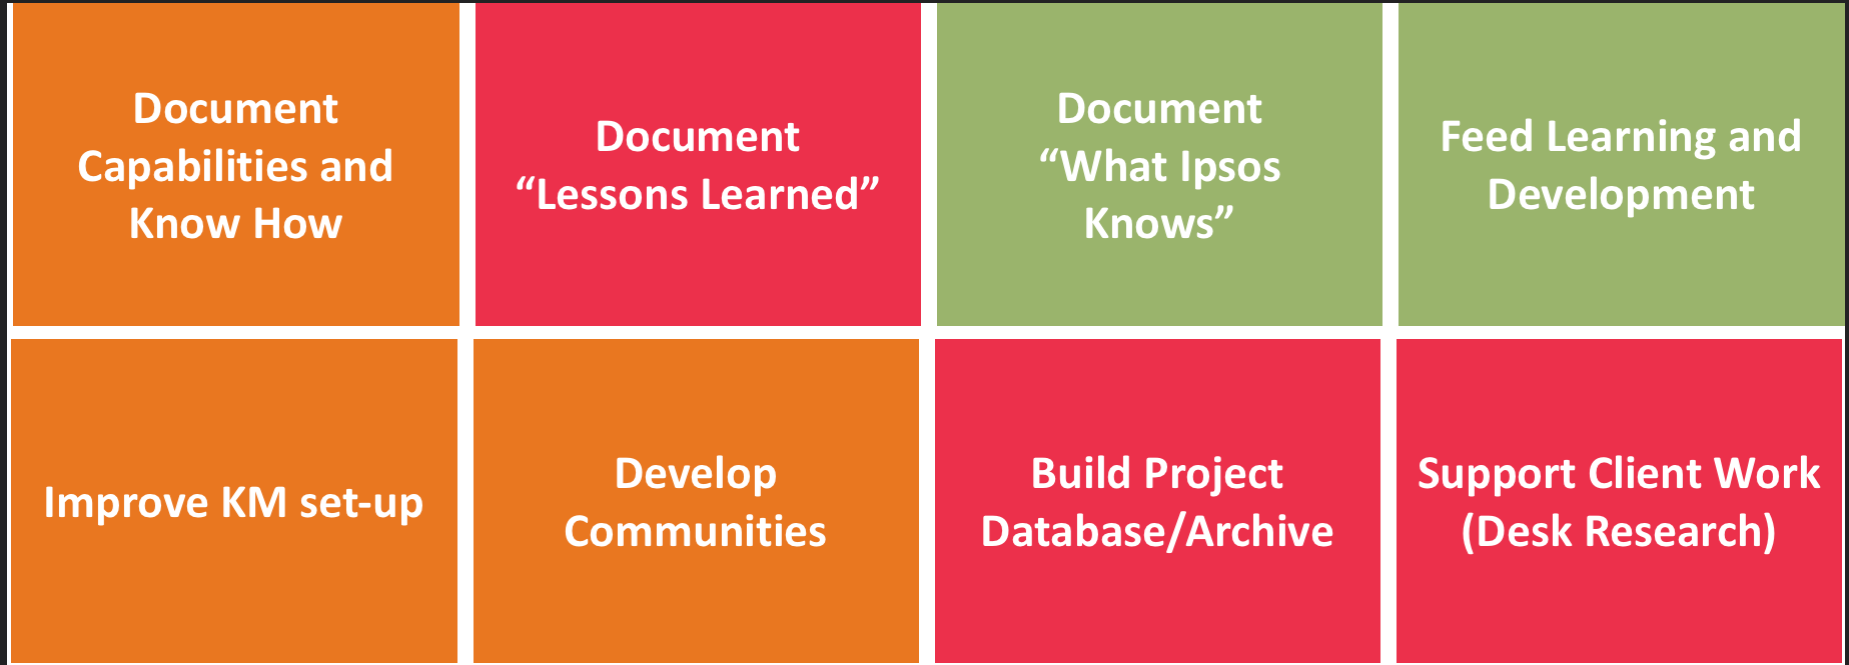 Document
Capabilities and
Know How
Document
“Lessons Learned”
Document
“What Ipsos
Knows”
Feed Learning and
Development
Improve KM set-up
Develop
Communities
Build Project
Database/Archive
Support Client Work
(Desk Research)